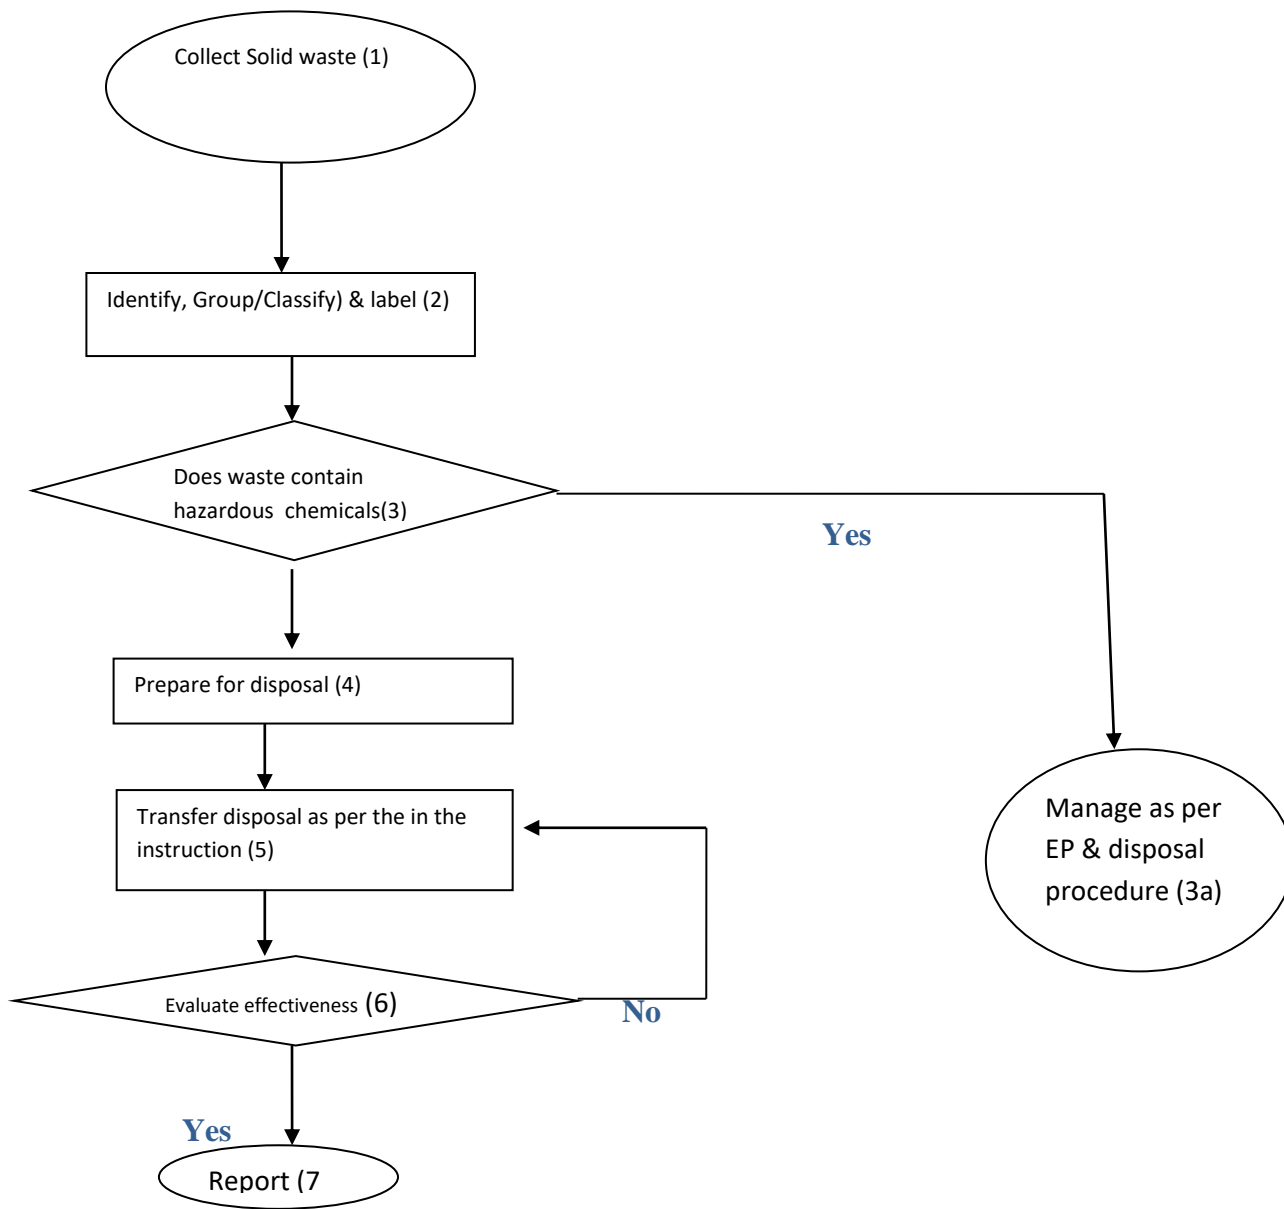 Collect Solid waste (1)
Identify, Group/Classify) & label (2)
Does waste contain
hazardous chemicals(3)
Yes
Prepare for disposal (4)
Transfer disposal as per the in the
instruction (5)
Manage as per
EP & disposal
procedure (3a)
Evaluate effectiveness (6)
No
Yes
Report (7